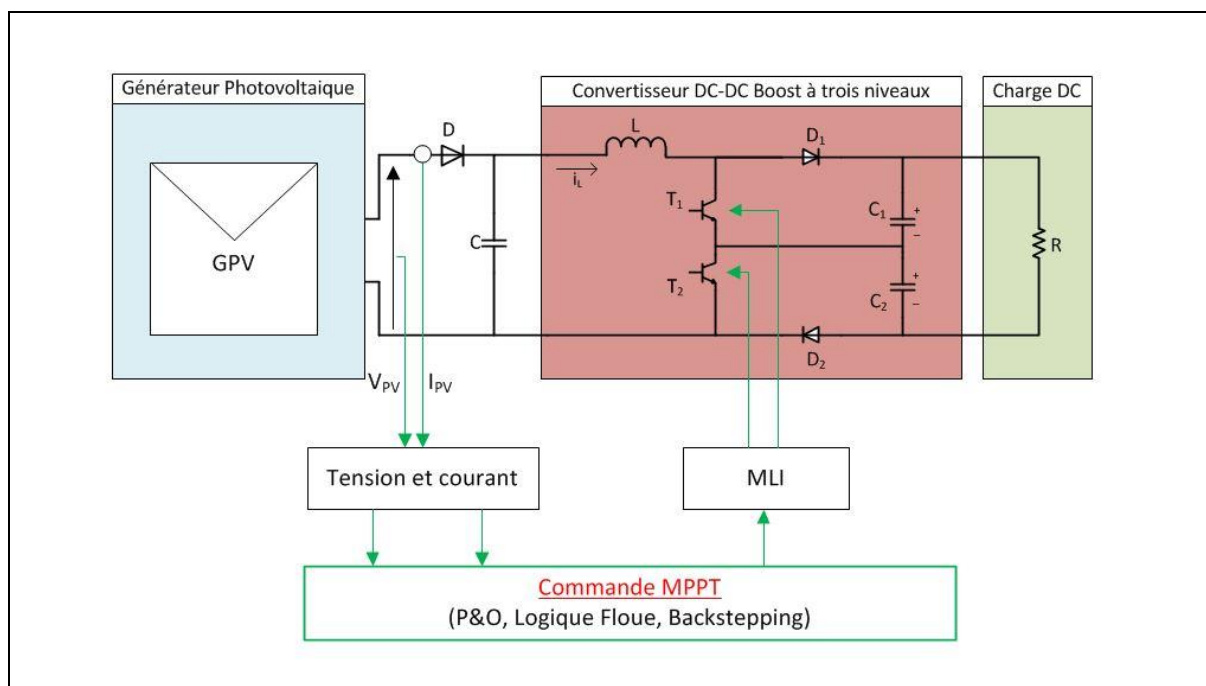 Générateur Photovoltaique
Convertisseur DC-DC Boost à trois niveaux
Charge DC
D
L
D₁
iL
T₁
C₁
+
–
GPV
C
R
T₂
C₂
+
–
D₂
VPV
IPV
Tension et courant
MLI
Commande MPPT
(P&O, Logique Floue, Backstepping)